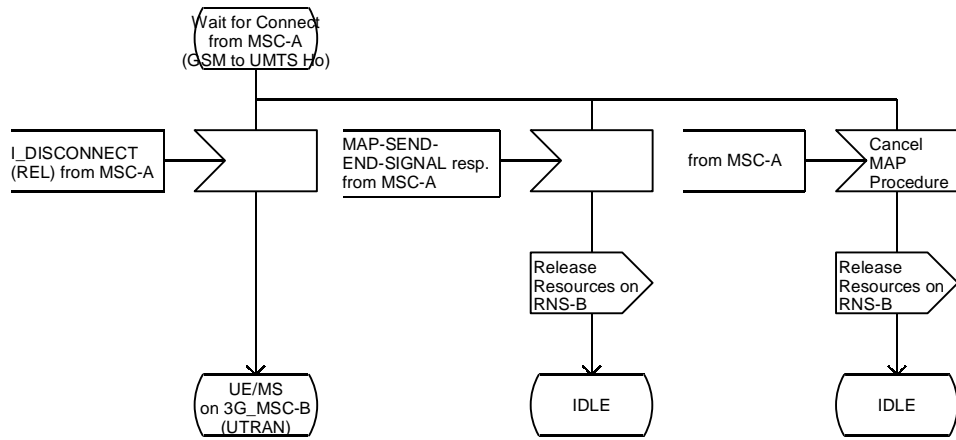 Wait for Connect
from MSC-A
(GSM to UMTS Ho)
I_DISCONNECT
(REL) from MSC-A
MAP-SEND-
END-SIGNAL resp.
from MSC-A
from MSC-A
Cancel
MAP
Procedure
Release
Resources on
RNS-B
Release
Resources on
RNS-B
UE/MS
on 3G_MSC-B
(UTRAN)
IDLE
IDLE